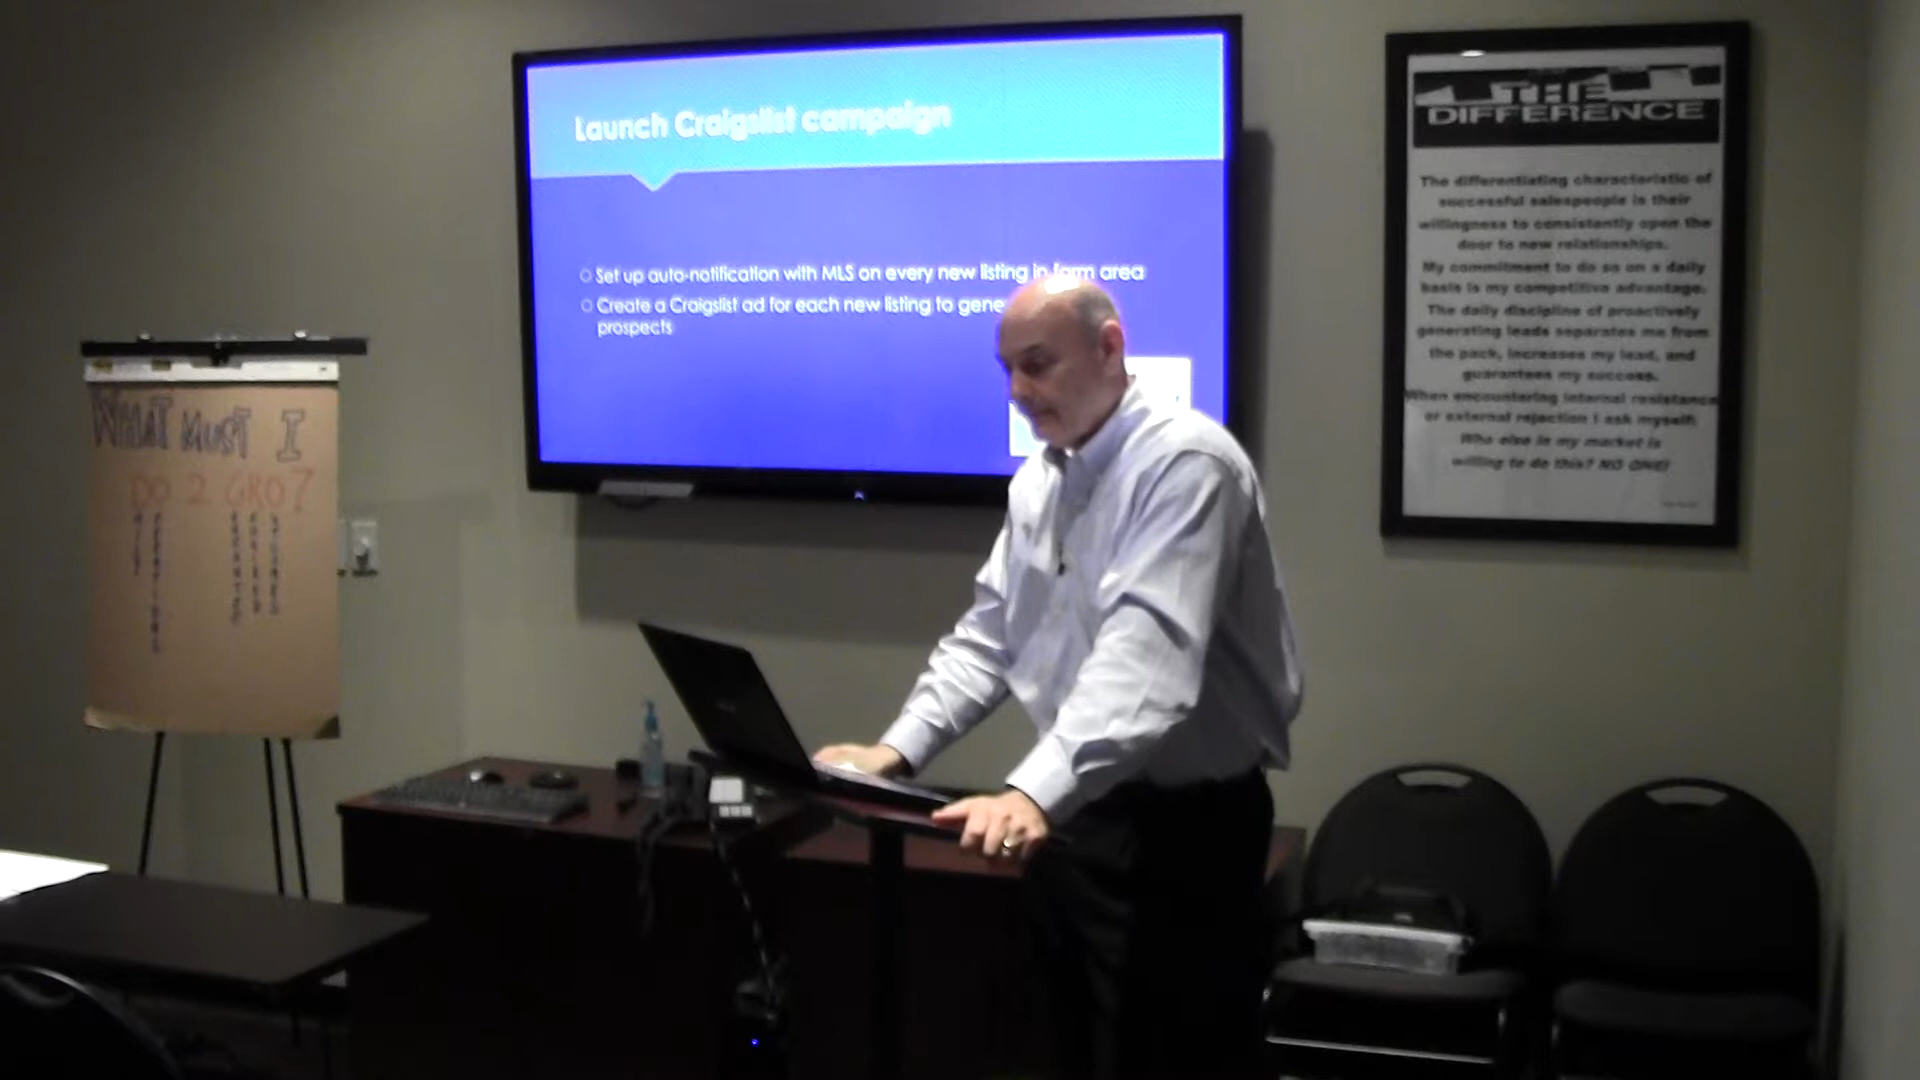 Launch Craigslist campaign
Set up auto-notification with MLS on every new listing in farm area
Create a Craigslist ad for each new listing to gene
prospects
WHAT MUST I
DO 2 GRO?
THE
DIFFERENCE
The differentiating characteristic of
successful salespeople is their
willingness to consistently open the
door to new relationships.
My commitment to do so on a daily
basis is my competitive advantage.
The daily discipline of proactively
generating leads separates me from
the pack, increases my lead, and
guarantees my success.
When encountering internal resistance
or external rejection I ask myself:
Who else in my market is
willing to do this? NO ONE!